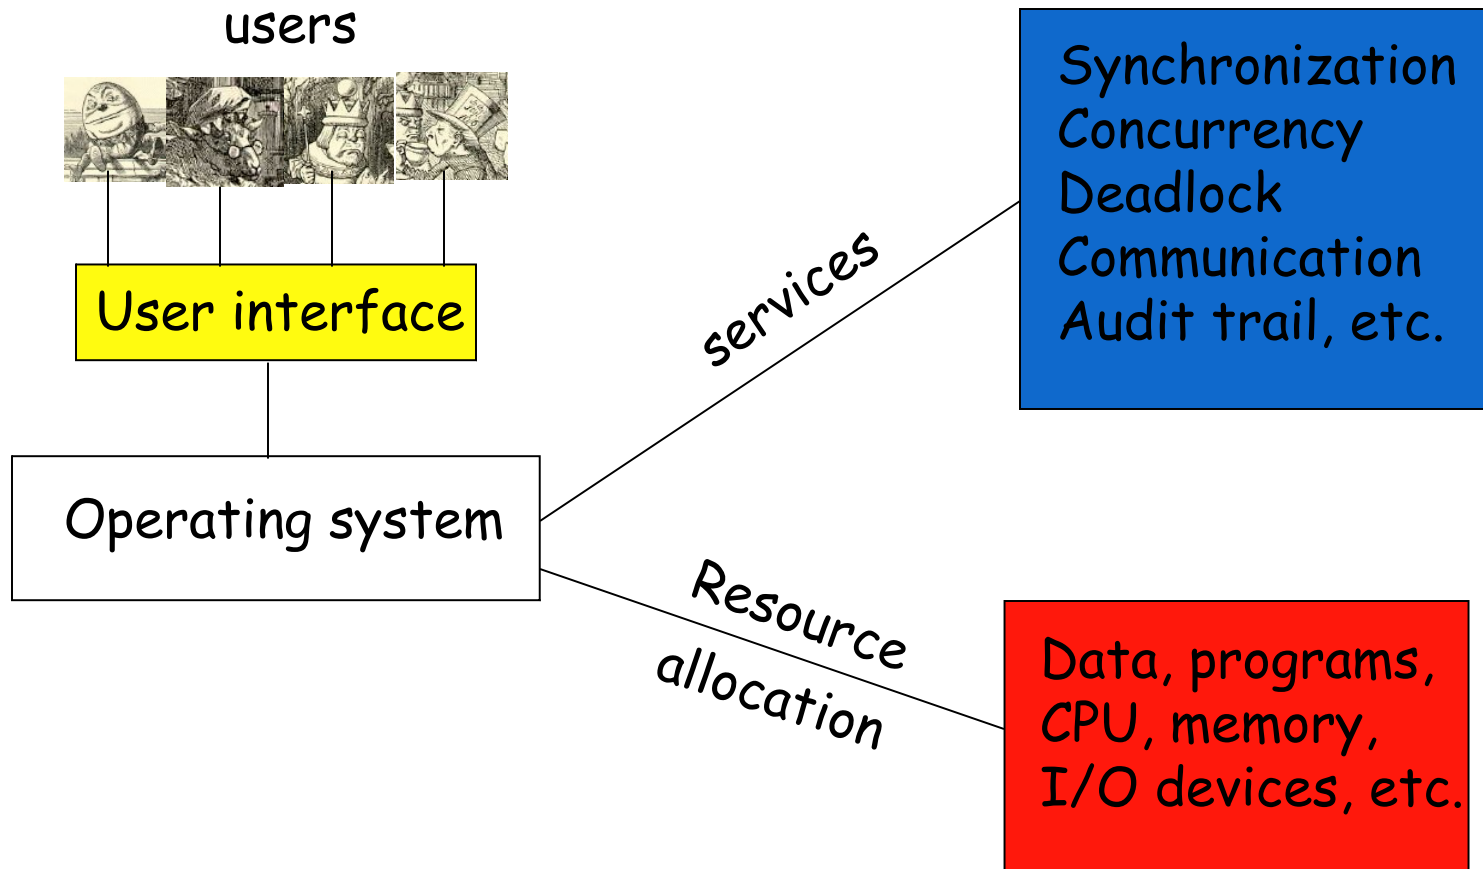 users
User interface
Operating system
services
Synchronization
Concurrency
Deadlock
Communication
Audit trail, etc.
Resource
allocation
Data, programs,
CPU, memory,
I/O devices, etc.